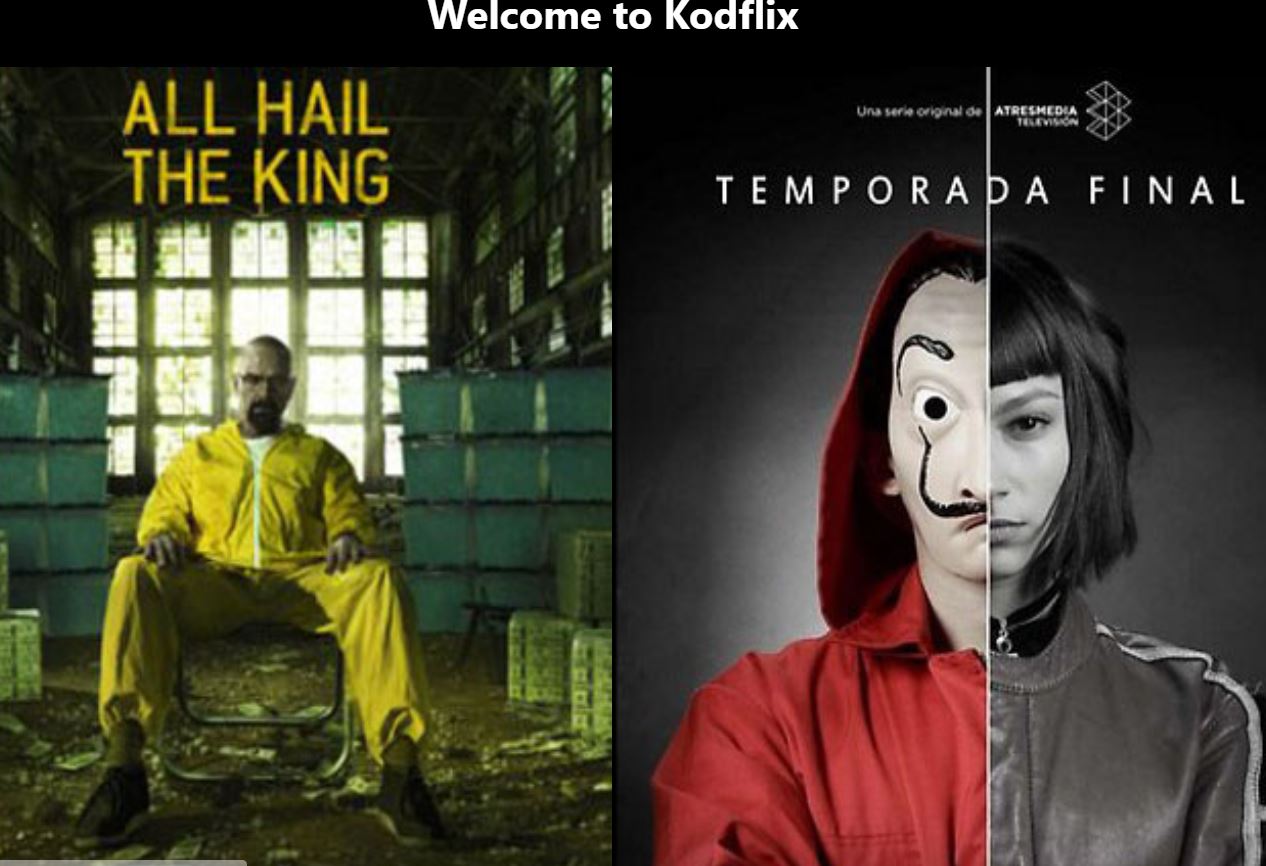 Welcome to Kodflix
ALL HAIL
THE KING
Una serie original de ATRESMEDIA
TELEVISIÓN
TEMPORADA FINAL